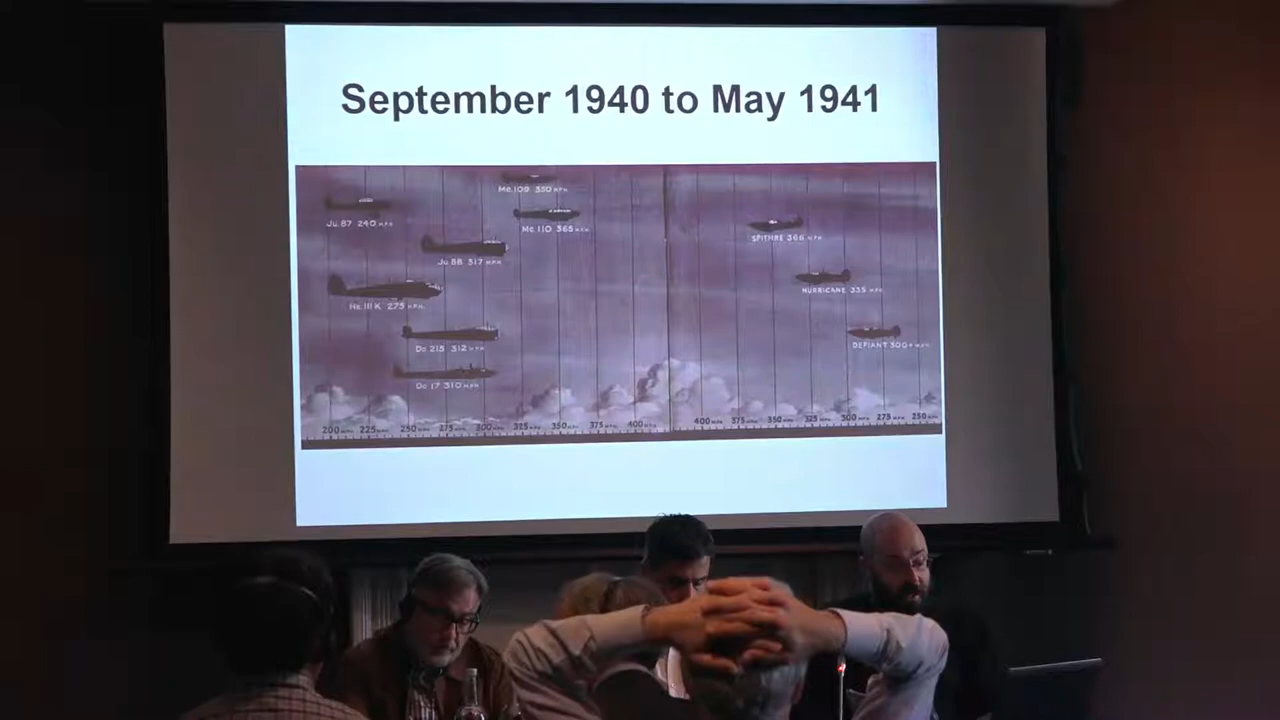 September 1940 to May 1941
Me.109 350 M.P.H.
Ju.87 240 M.P.H.
Me.110 365 M.P.H.
SPITFIRE 366 M.P.H.
Ju 88 317 M.P.H.
HURRICANE 335 M.P.H.
He.111K 275 M.P.H.
Do 215 312 M.P.H.
DEFIANT 300+ M.P.H.
Do 17 310 M.P.H.
200 M.P.H. 225 M.P.H. 250 M.P.H. 275 M.P.H. 300 M.P.H. 325 M.P.H. 350 M.P.H. 375 M.P.H. 400 M.P.H. 400 M.P.H. 375 M.P.H. 350 M.P.H. 325 M.P.H. 300 M.P.H. 275 M.P.H. 250 M.P.H.